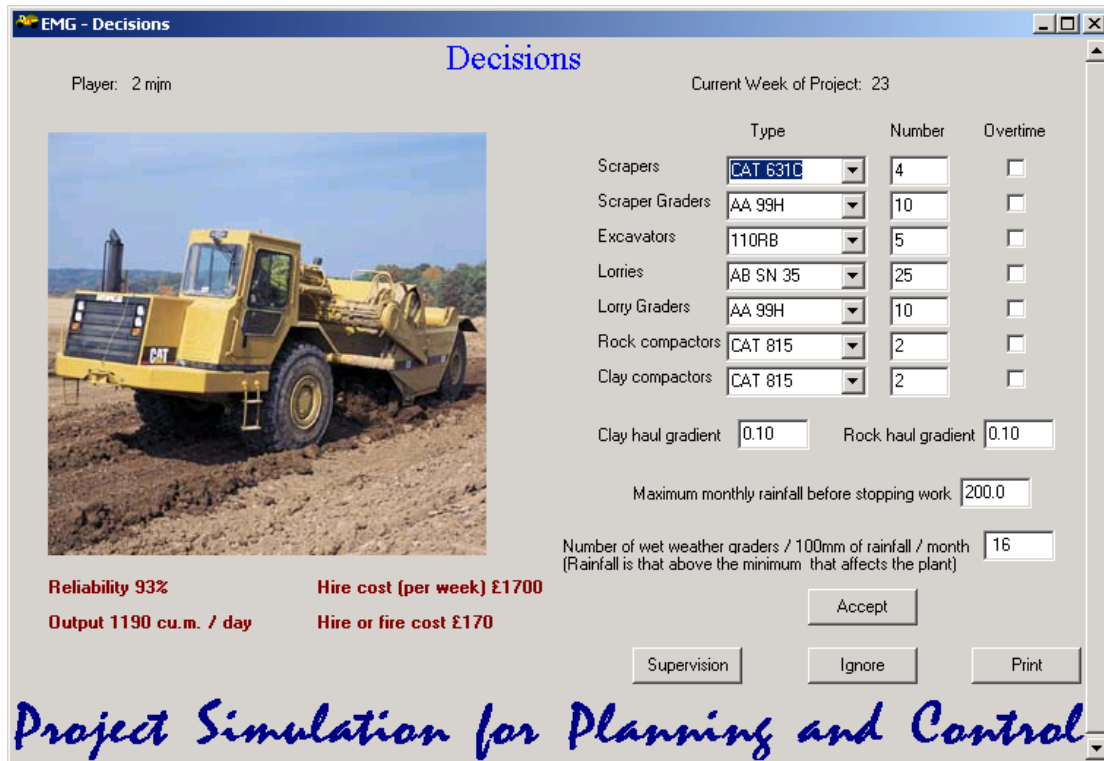 EMG - Decisions
Decisions
Player: 2 mjm
Current Week of Project: 23
Type Number Overtime
Scrapers CAT 631C 4
Scraper Graders AA 99H 10
Excavators 110RB 5
Lorries AB SN 35 25
Lorry Graders AA 99H 10
Rock compactors CAT 815 2
Clay compactors CAT 815 2
Clay haul gradient 0.10 Rock haul gradient 0.10
Maximum monthly rainfall before stopping work 200.0
Number of wet weather graders / 100mm of rainfall / month 16
(Rainfall is that above the minimum that affects the plant)
CAT
Reliability 93% Hire cost (per week) £1700
Output 1190 cu.m. / day Hire or fire cost £170
Accept
Supervision Ignore Print
Project Simulation for Planning and Control